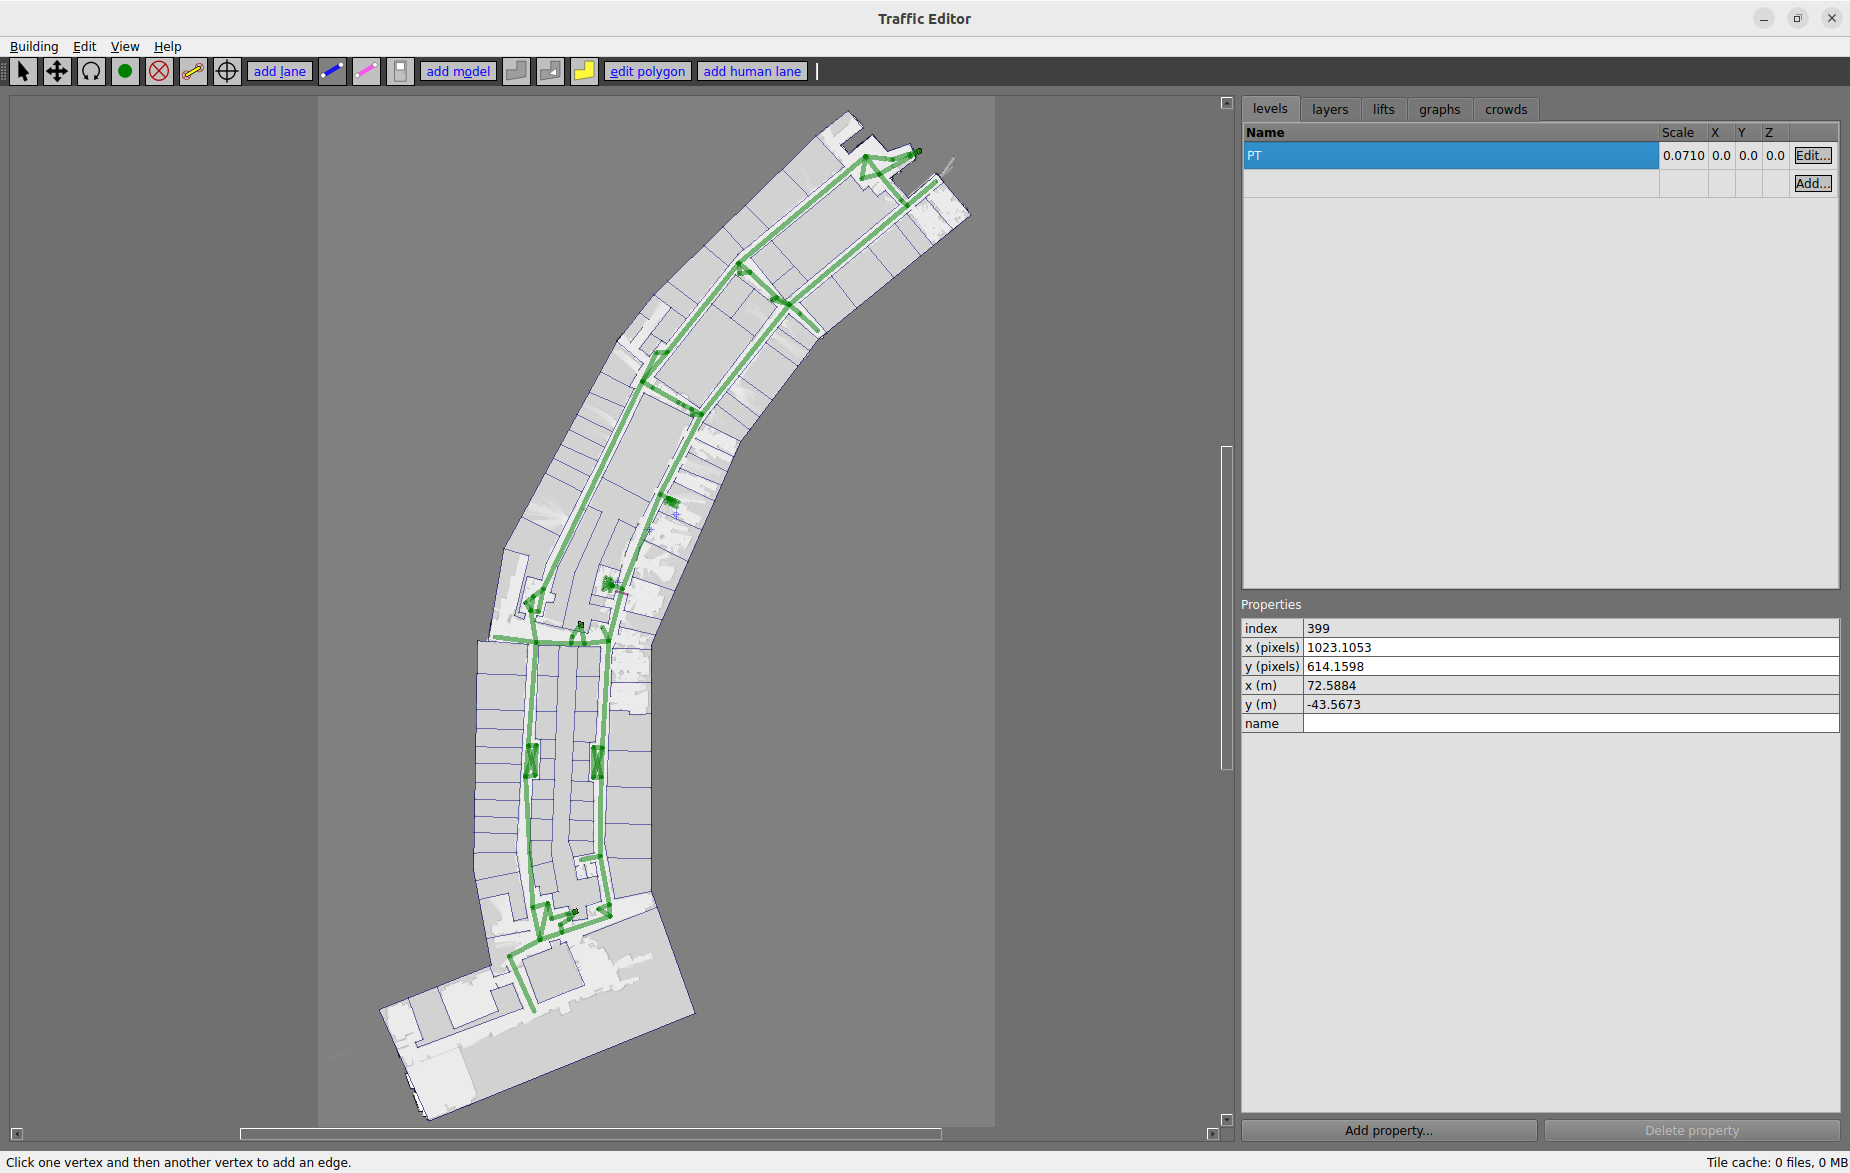 Traffic Editor
Building Edit View Help
add lane add model edit polygon add human lane
levels layers lifts graphs crowds
Name Scale X Y Z
PT 0.0710 0.0 0.0 0.0 Edit...
Add...
Properties
index 399
x (pixels) 1023.1053
y (pixels) 614.1598
x (m) 72.5884
y (m) -43.5673
name
Add property... Delete property
Click one vertex and then another vertex to add an edge. Tile cache: 0 files, 0 MB